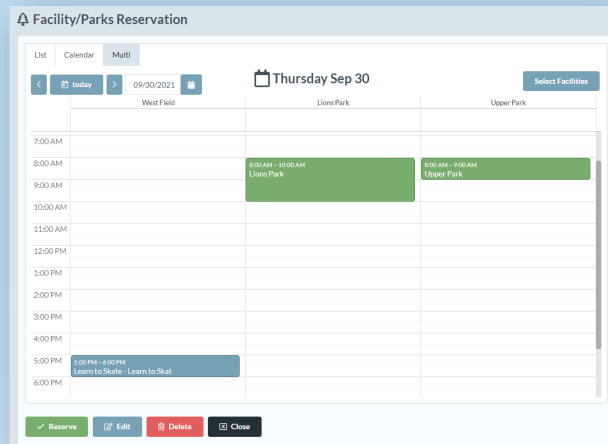 Facility/Parks Reservation
List Calendar Multi
today 09/30/2021 Thursday Sep 30 Select Facilities
West Field Lions Park Upper Park
7:00 AM
8:00 AM 8:00 AM – 10:00 AM 8:00 AM – 9:00 AM
Lions Park Upper Park
9:00 AM
10:00 AM
11:00 AM
12:00 PM
1:00 PM
2:00 PM
3:00 PM
4:00 PM
5:00 PM 5:00 PM – 6:00 PM
Learn to Skate - Learn to Skat
6:00 PM
Reserve Edit Delete Close